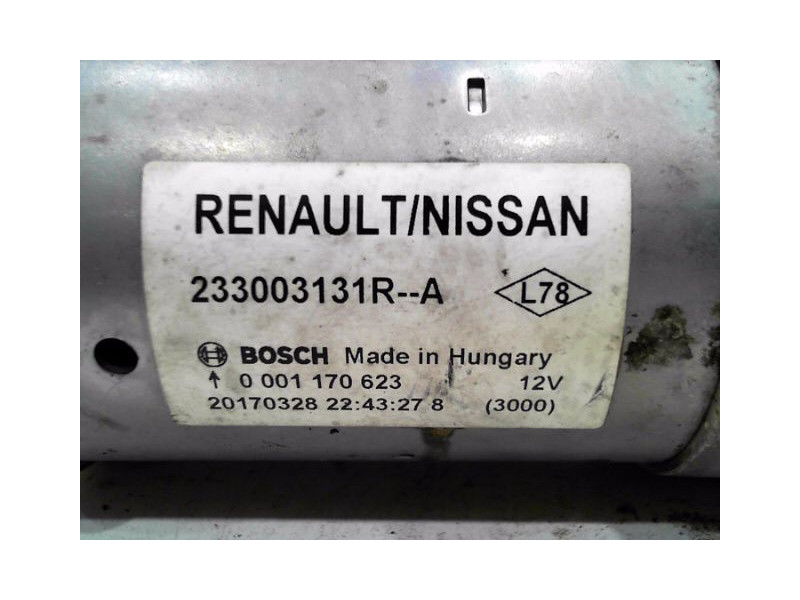 RENAULT/NISSAN
233003131R--A L78
BOSCH Made in Hungary
↑ 0 001 170 623 12V
20170328 22:43:27 8 (3000)